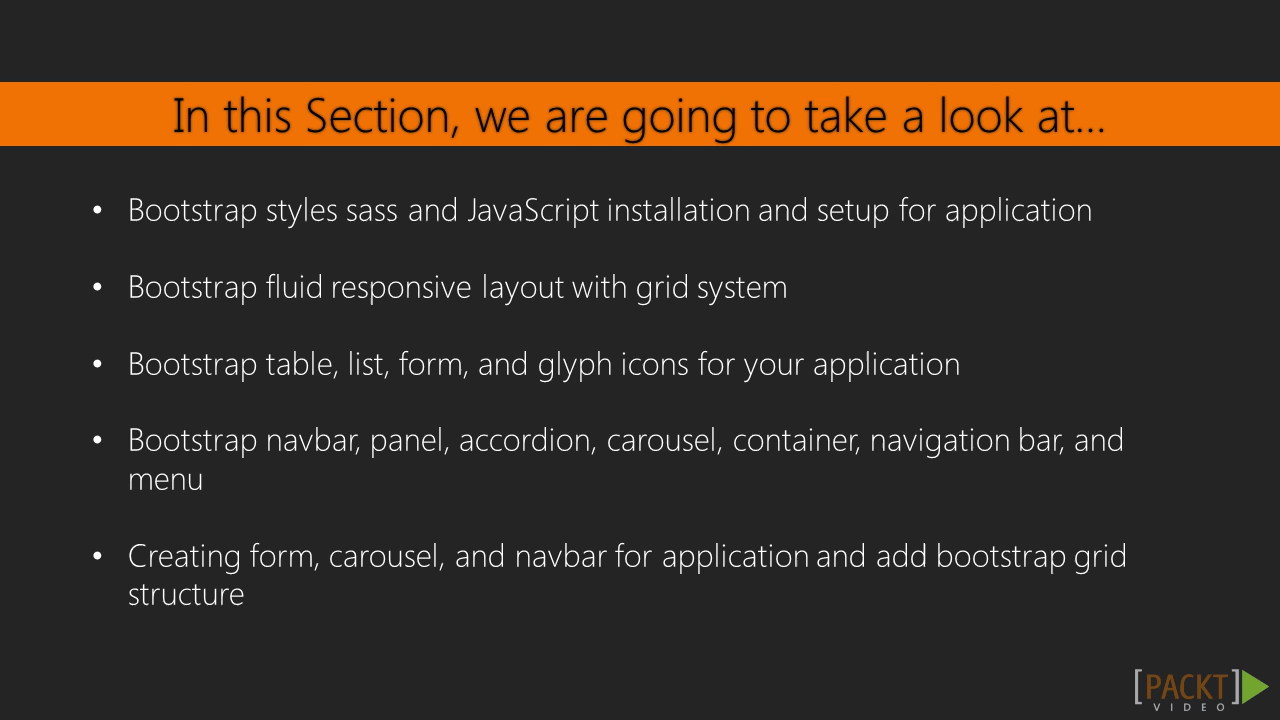 In this Section, we are going to take a look at...
• Bootstrap styles sass and JavaScript installation and setup for application
• Bootstrap fluid responsive layout with grid system
• Bootstrap table, list, form, and glyph icons for your application
• Bootstrap navbar, panel, accordion, carousel, container, navigation bar, and
menu
• Creating form, carousel, and navbar for application and add bootstrap grid
structure
[PACKT]
VIDEO